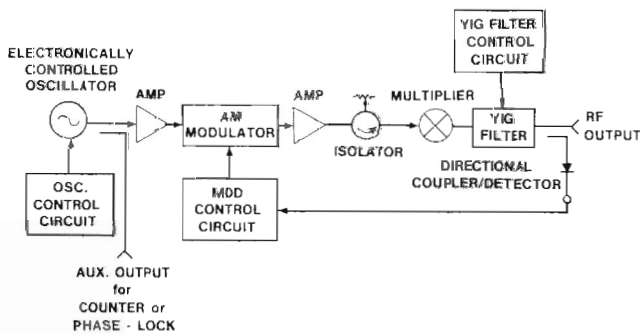 YIG FILTER
CONTROL
CIRCUIT
ELECTRONICALLY
CONTROLLED
OSCILLATOR
AMP
AM
MODULATOR
AMP
ISOLATOR
MULTIPLIER
YIG
FILTER
RF
OUTPUT
DIRECTIONAL
COUPLER/DETECTOR
OSC.
CONTROL
CIRCUIT
MDD
CONTROL
CIRCUIT
AUX. OUTPUT
for
COUNTER or
PHASE - LOCK